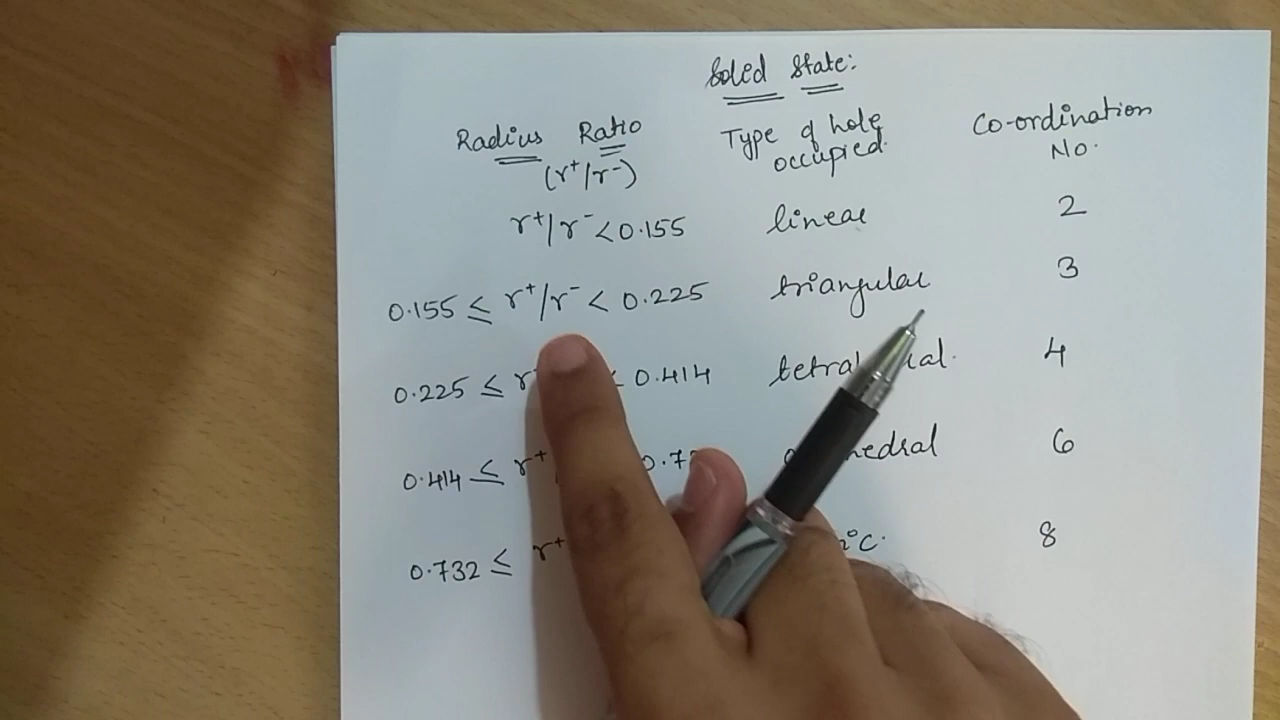 Solid State:
Radius Ratio
(r⁺/r⁻)
Type of hole
occupied.
Co-ordination
No.
r⁺/r⁻ < 0.155 linear 2
0.155 ≤ r⁺/r⁻ < 0.225 triangular 3
0.225 ≤ < 0.414 4
0.414 ≤ r⁺ 6
0.732 ≤ r⁺ 8